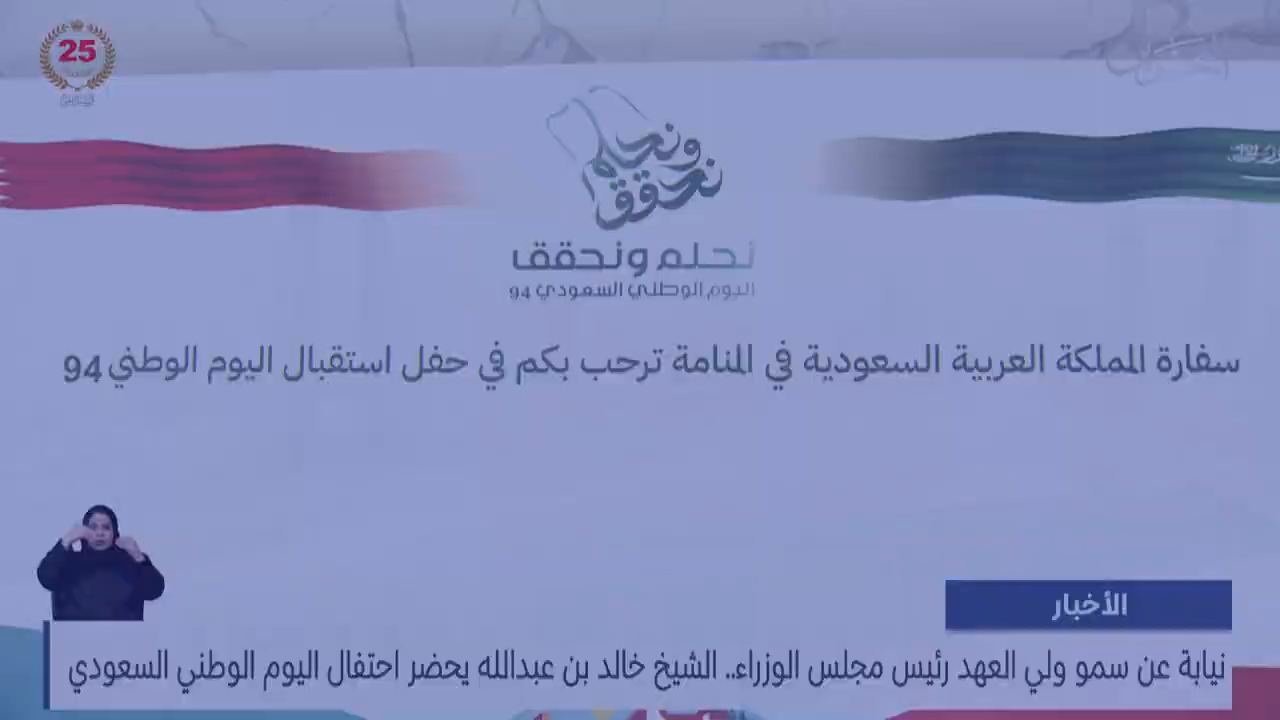 25
ونحلم
نحقق
نحلم ونحقق
اليوم الوطني السعودي 94
سفارة المملكة العربية السعودية في المنامة ترحب بكم في حفل استقبال اليوم الوطني 94
الأخبار
نيابة عن سمو ولي العهد رئيس مجلس الوزراء.. الشيخ خالد بن عبدالله يحضر احتفال اليوم الوطني السعودي